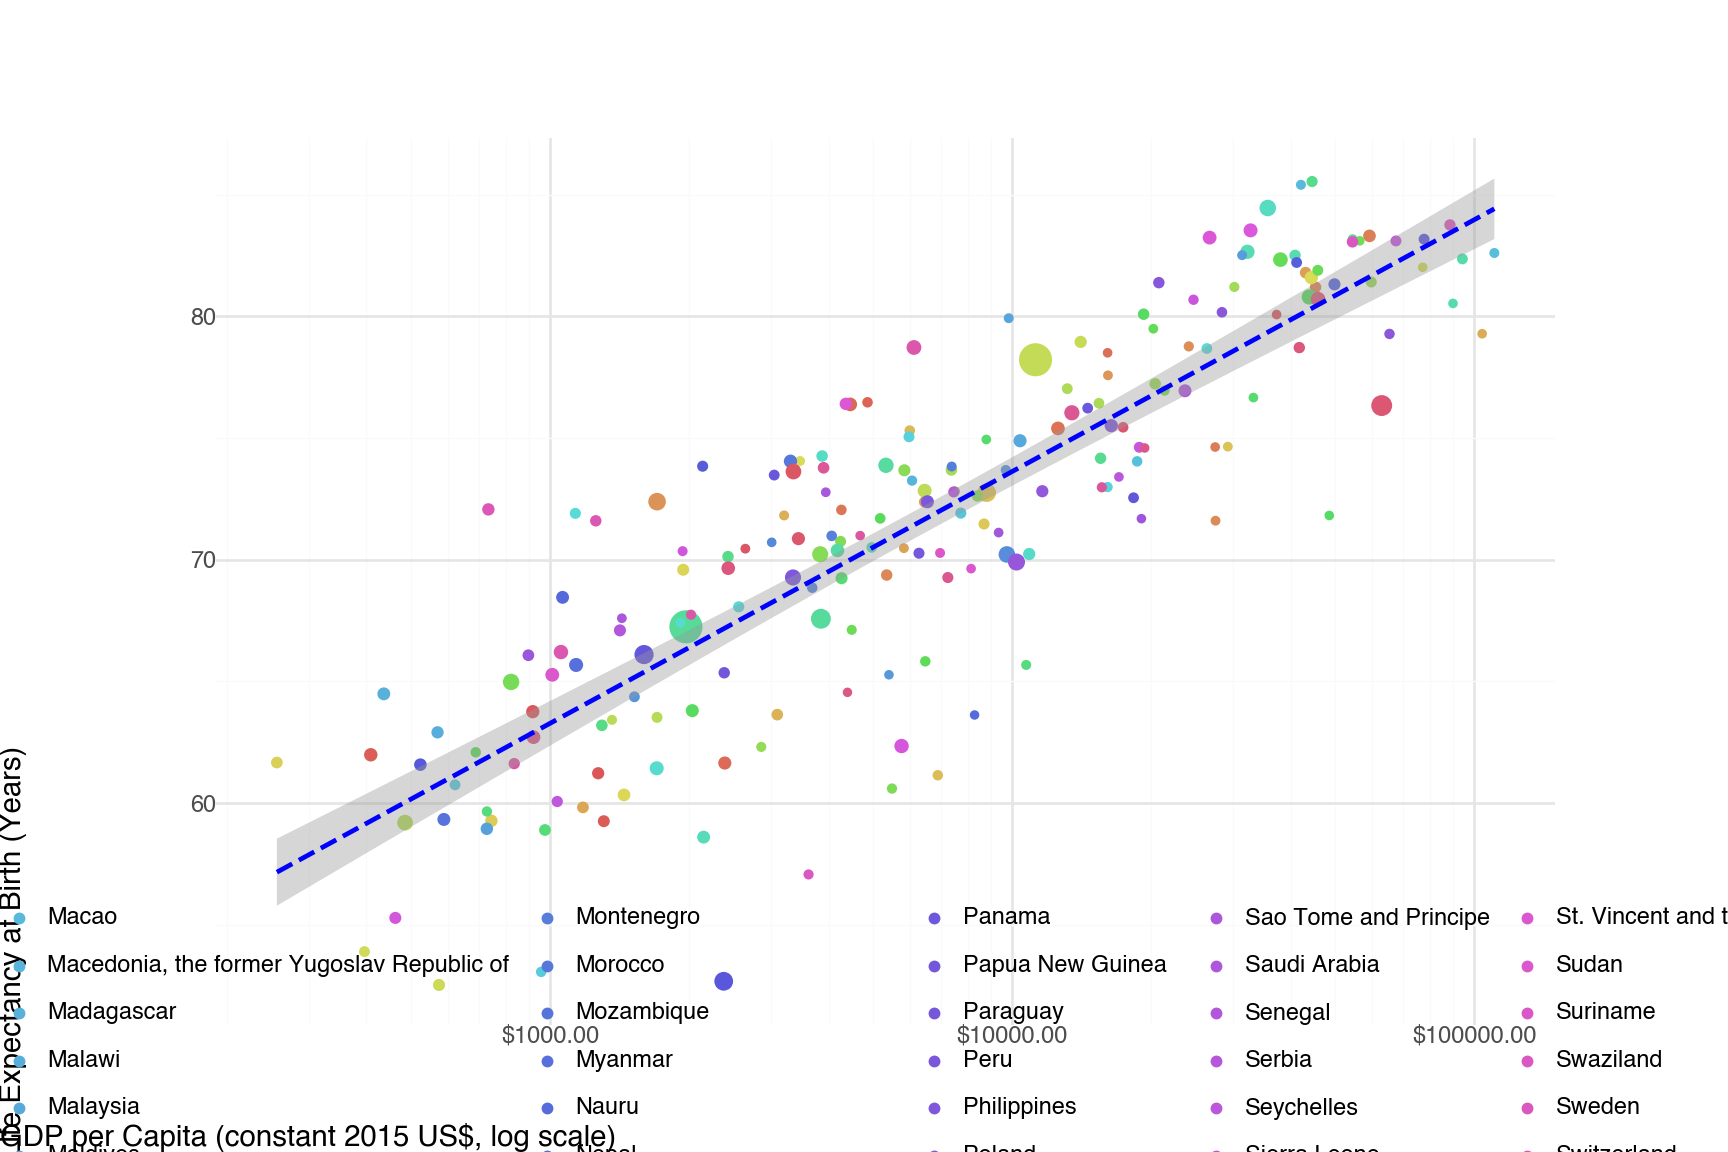 80
70
60
$1000.00 $10000.00 $100000.00
Expectancy at Birth (Years)
GDP per Capita (constant 2015 US$, log scale)
Macao Montenegro Panama Sao Tome and Principe St. Vincent and t
Macedonia, the former Yugoslav Republic of Morocco Papua New Guinea Saudi Arabia Sudan
Madagascar Mozambique Paraguay Senegal Suriname
Malawi Myanmar Peru Serbia Swaziland
Malaysia Nauru Philippines Seychelles Sweden
Maldives Nepal Poland Sierra Leone Switzerland